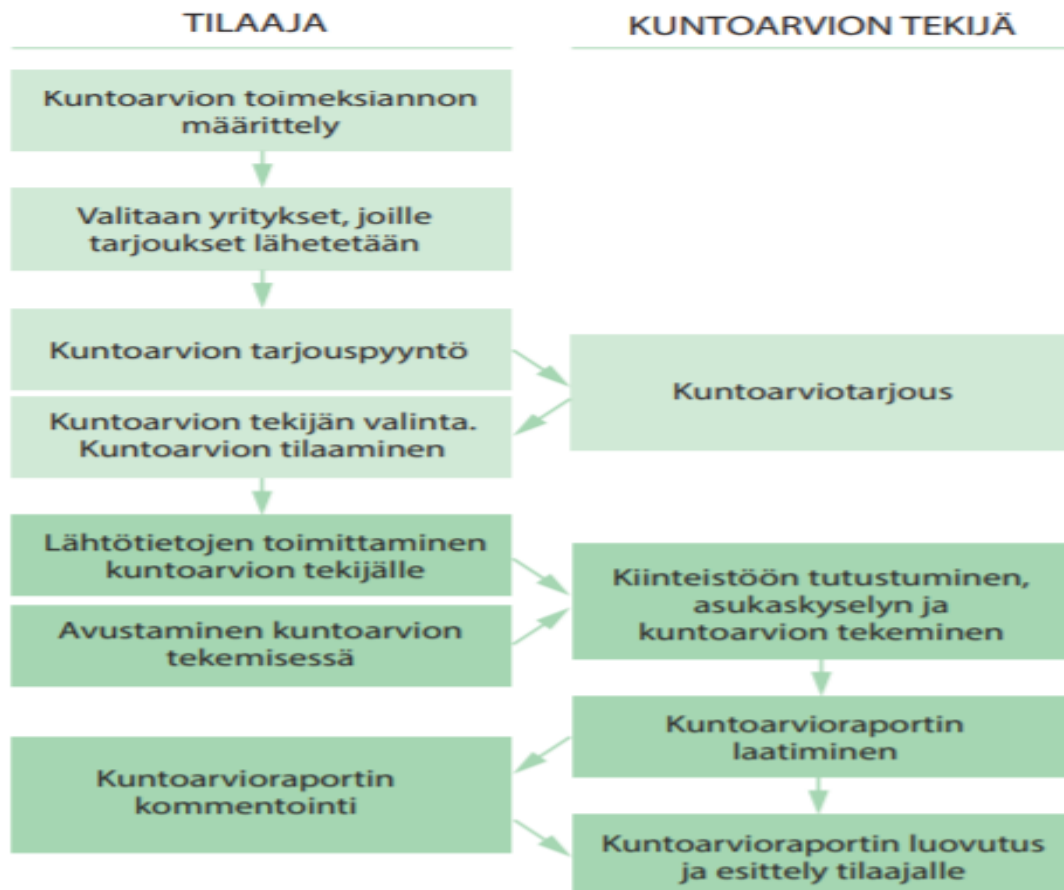 TILAAJA
KUNTOARVION TEKIJÄ
Kuntoarvion toimeksiannon
määrittely
Valitaan yritykset, joille
tarjoukset lähetetään
Kuntoarvion tarjouspyyntö
Kuntoarviotarjous
Kuntoarvion tekijän valinta.
Kuntoarvion tilaaminen
Lähtötietojen toimittaminen
kuntoarvion tekijälle
Avustaminen kuntoarvion
tekemisessä
Kiinteistöön tutustuminen,
asukaskyselyn ja
kuntoarvion tekeminen
Kuntoarvioraportin
laatiminen
Kuntoarvioraportin
kommentointi
Kuntoarvioraportin luovutus
ja esittely tilaajalle